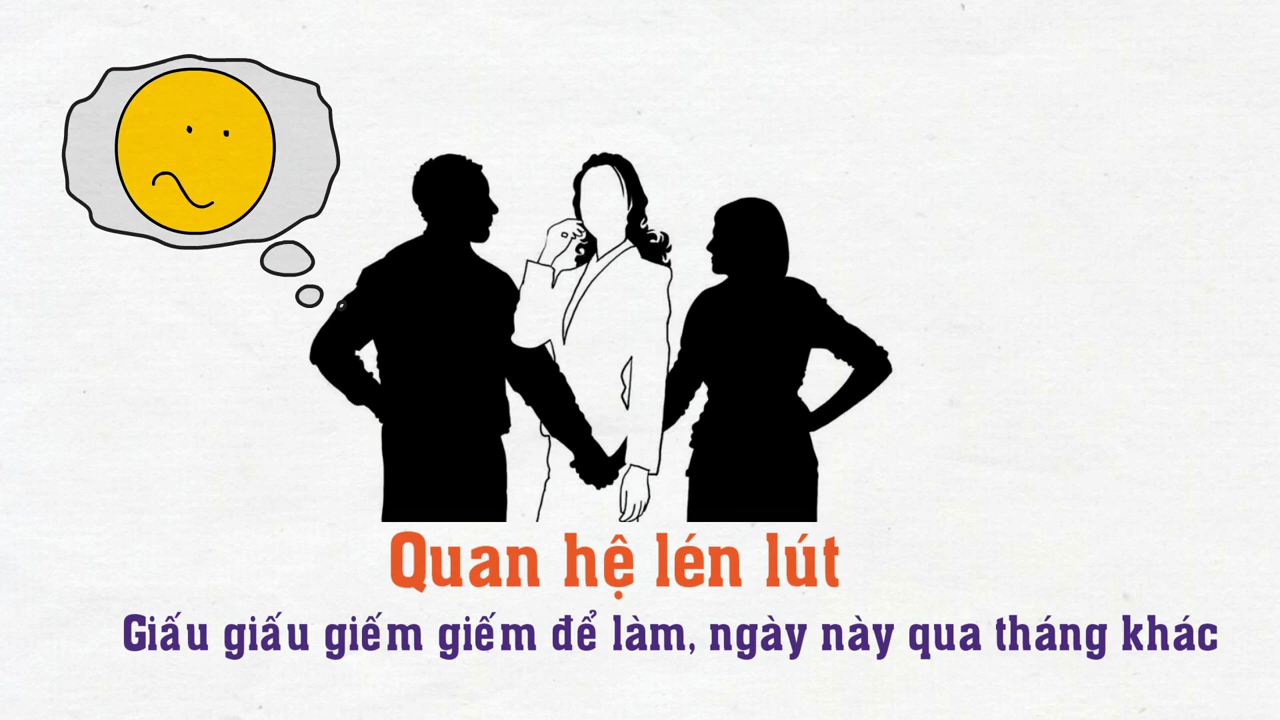 Quan hệ lén lút
Giấu giấu giếm giếm để làm, ngày này qua tháng khác